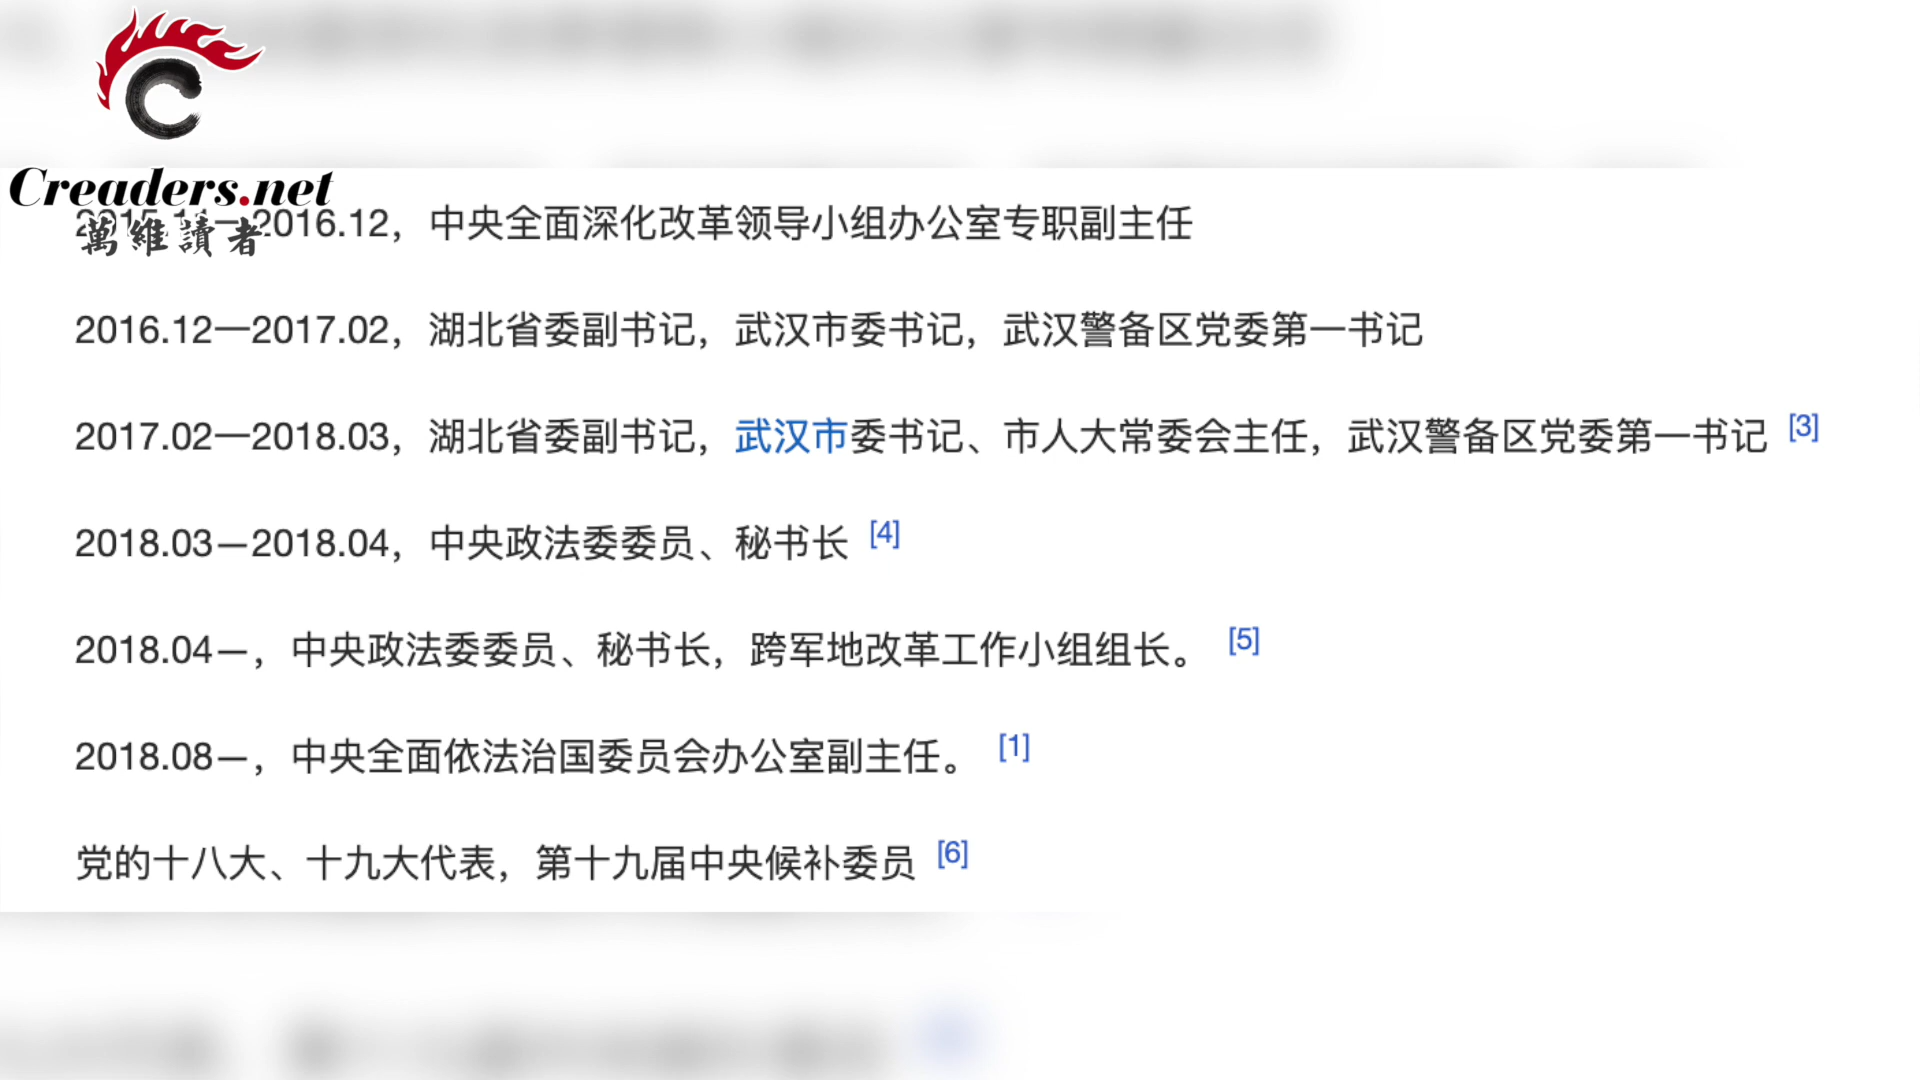 Creaders.net
萬維讀者
2015.11—2016.12，中央全面深化改革领导小组办公室专职副主任
2016.12—2017.02，湖北省委副书记，武汉市委书记，武汉警备区党委第一书记
2017.02—2018.03，湖北省委副书记，武汉市委书记、市人大常委会主任，武汉警备区党委第一书记 [3]
2018.03—2018.04，中央政法委委员、秘书长 [4]
2018.04—，中央政法委委员、秘书长，跨军地改革工作小组组长。 [5]
2018.08—，中央全面依法治国委员会办公室副主任。 [1]
党的十八大、十九大代表，第十九届中央候补委员 [6]